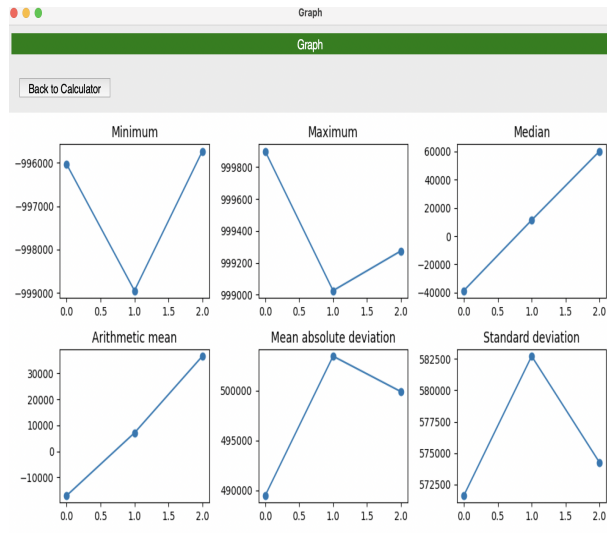 Graph
Graph
Back to Calculator
Minimum
−996000
−997000
−998000
−999000
0.0 0.5 1.0 1.5 2.0
Maximum
999800
999600
999400
999200
999000
0.0 0.5 1.0 1.5 2.0
Median
60000
40000
20000
0
−20000
−40000
0.0 0.5 1.0 1.5 2.0
Arithmetic mean
30000
20000
10000
0
−10000
0.0 0.5 1.0 1.5 2.0
Mean absolute deviation
500000
495000
490000
0.0 0.5 1.0 1.5 2.0
Standard deviation
582500
580000
577500
575000
572500
0.0 0.5 1.0 1.5 2.0